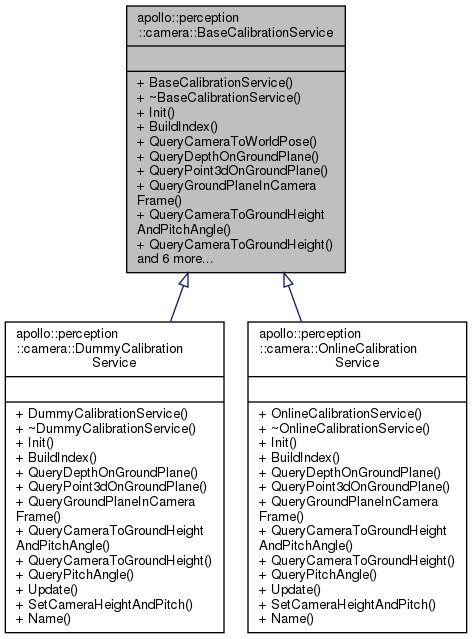 apollo::perception
::camera::BaseCalibrationService
+ BaseCalibrationService()
+ ~BaseCalibrationService()
+ Init()
+ BuildIndex()
+ QueryCameraToWorldPose()
+ QueryDepthOnGroundPlane()
+ QueryPoint3dOnGroundPlane()
+ QueryGroundPlaneInCamera
Frame()
+ QueryCameraToGroundHeight
AndPitchAngle()
+ QueryCameraToGroundHeight()
and 6 more...
apollo::perception
::camera::DummyCalibration
Service
+ DummyCalibrationService()
+ ~DummyCalibrationService()
+ Init()
+ BuildIndex()
+ QueryDepthOnGroundPlane()
+ QueryPoint3dOnGroundPlane()
+ QueryGroundPlaneInCamera
Frame()
+ QueryCameraToGroundHeight
AndPitchAngle()
+ QueryCameraToGroundHeight()
+ QueryPitchAngle()
+ Update()
+ SetCameraHeightAndPitch()
+ Name()
apollo::perception
::camera::OnlineCalibration
Service
+ OnlineCalibrationService()
+ ~OnlineCalibrationService()
+ Init()
+ BuildIndex()
+ QueryDepthOnGroundPlane()
+ QueryPoint3dOnGroundPlane()
+ QueryGroundPlaneInCamera
Frame()
+ QueryCameraToGroundHeight
AndPitchAngle()
+ QueryCameraToGroundHeight()
+ QueryPitchAngle()
+ Update()
+ SetCameraHeightAndPitch()
+ Name()